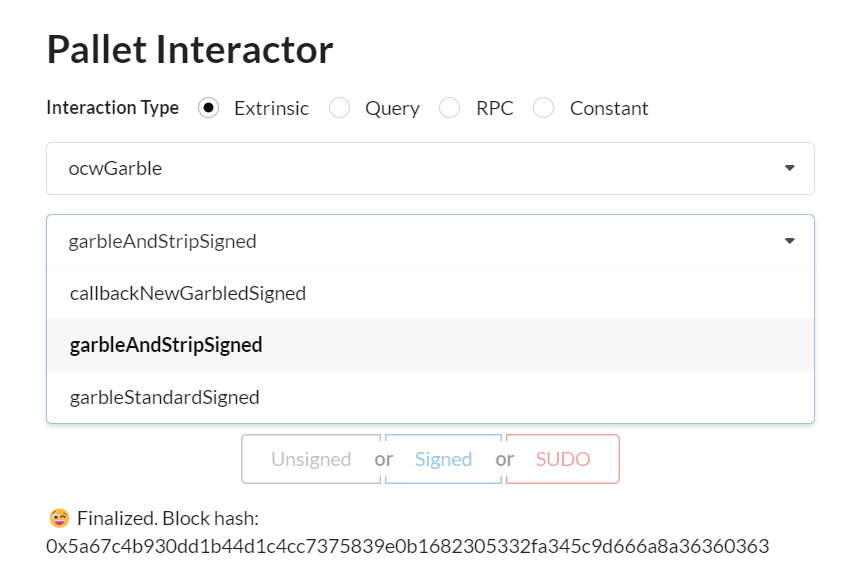 Pallet Interactor
Interaction Type Extrinsic Query RPC Constant
ocwGarble
garbleAndStripSigned
callbackNewGarbledSigned
garbleAndStripSigned
garbleStandardSigned
Unsigned or Signed or SUDO
Finalized. Block hash:
0x5a67c4b930dd1b44d1c4cc7375839e0b1682305332fa345c9d666a8a36360363